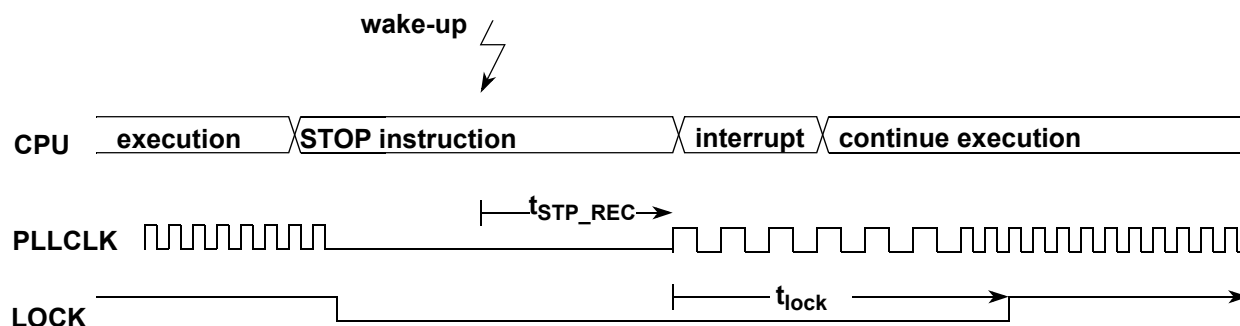 wake-up
CPU execution STOP instruction interrupt continue execution
tSTP_REC
PLLCLK
tlock
LOCK